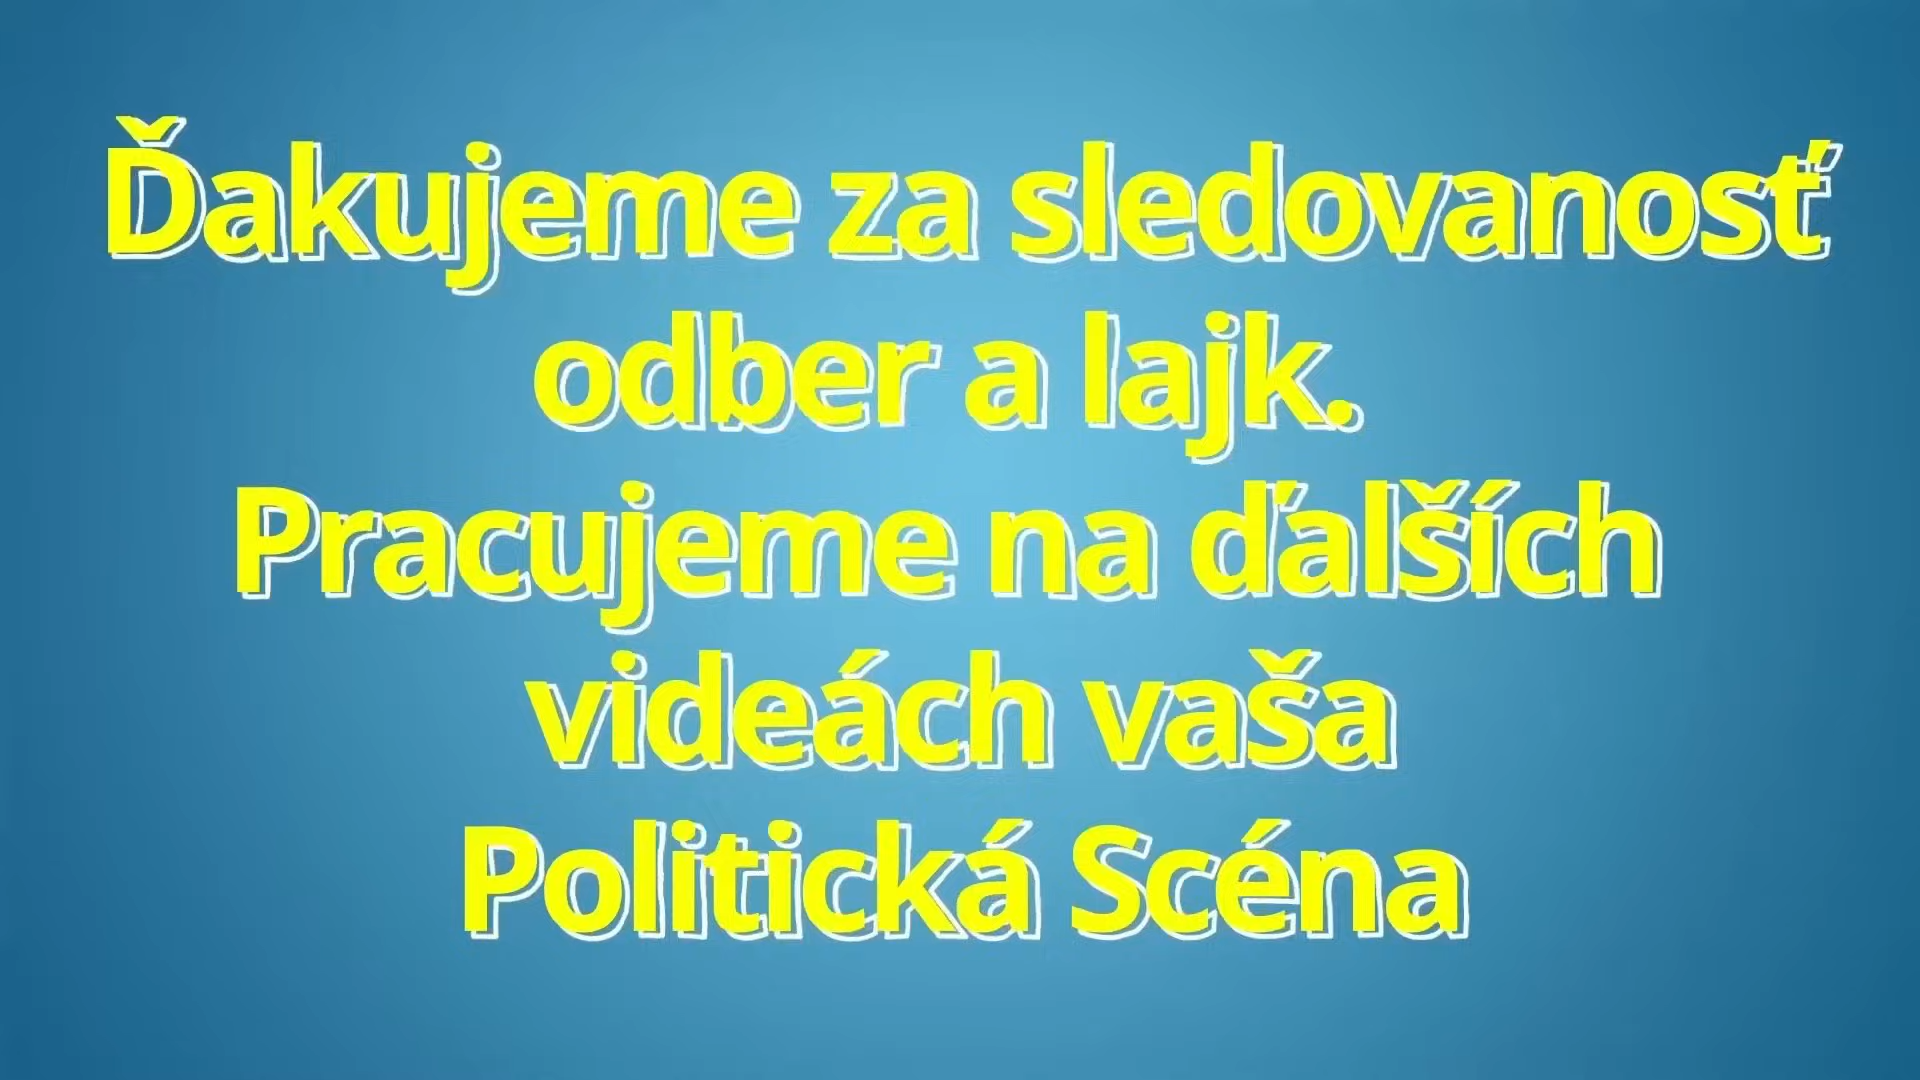 Ďakujeme za sledovanosť
odber a lajk.
Pracujeme na ďalších
videách vaša
Politická Scéna